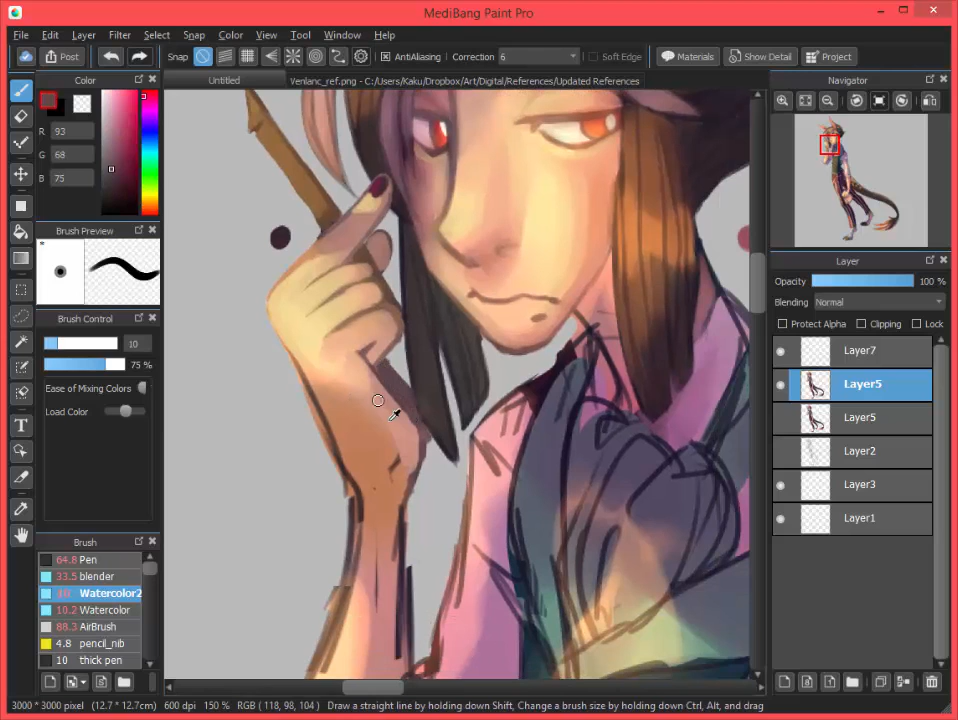 MediBang Paint Pro
File Edit Layer Filter Select Snap Color View Tool Window Help
Post Snap AntiAliasing Correction 6 Soft Edge Materials Show Detail Project
Color Untitled Venlanc_ref.png - C:/Users/Kaku/Dropbox/Art/Digital/References/Updated References Navigator
R 93
G 68
B 75
Brush Preview
*
Brush Control
10
75 %
Ease of Mixing Colors
Load Color
Brush
64.8 Pen
33.5 blender
10 Watercolor2
10.2 Watercolor
88.3 AirBrush
4.8 pencil_nib
10 thick pen
Layer
Opacity 100 %
Blending Normal
Protect Alpha Clipping Lock
Layer7
Layer5
Layer5
Layer2
Layer3
Layer1
3000 * 3000 pixel (12.7 * 12.7cm) 600 dpi 150 % RGB ( 118, 98, 104 ) Draw a straight line by holding down Shift, Change a brush size by holding down Ctrl, Alt, and drag